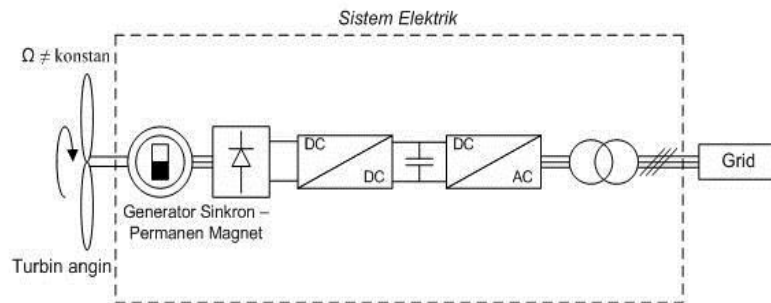 Sistem Elektrik
Ω ≠ konstan
DC
DC
DC
AC
Grid
Generator Sinkron –
Permanen Magnet
Turbin angin